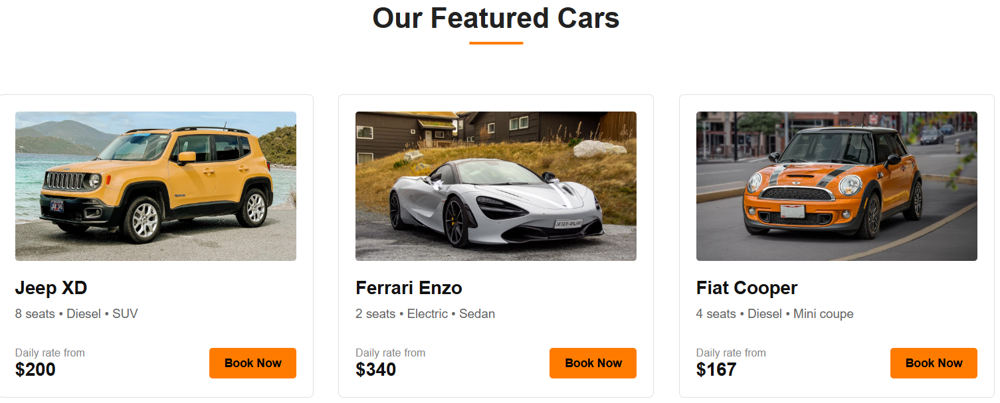 Our Featured Cars
Jeep XD
8 seats • Diesel • SUV
Daily rate from
$200
Book Now
JEGER-MYLAND
Ferrari Enzo
2 seats • Electric • Sedan
Daily rate from
$340
Book Now
Fiat Cooper
4 seats • Diesel • Mini coupe
Daily rate from
$167
Book Now